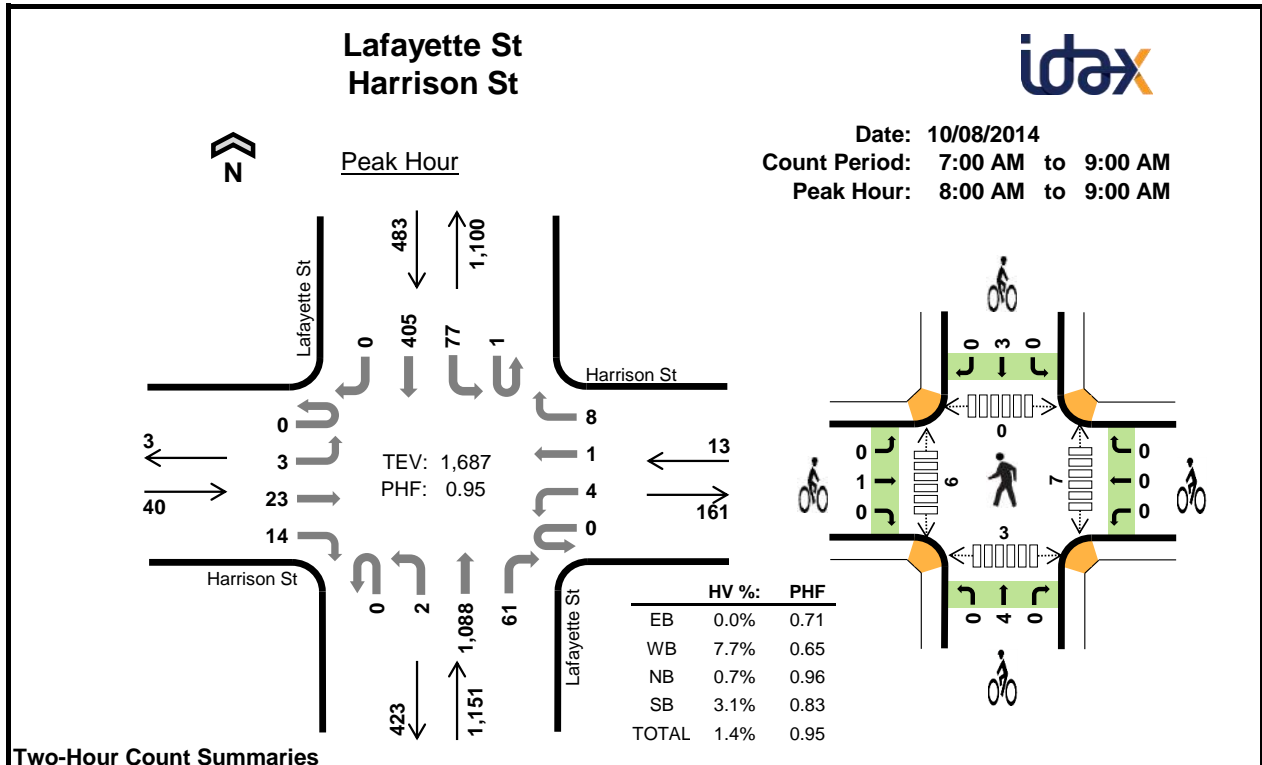 Lafayette St
Harrison St
idax
Date: 10/08/2014
Count Period: 7:00 AM to 9:00 AM
Peak Hour: 8:00 AM to 9:00 AM
N
Peak Hour
483
1,100
Lafayette St
0
405
77
1
Harrison St
0
3
23
14
3
40
TEV: 1,687
PHF: 0.95
8
1
4
0
13
161
Harrison St
0
2
1,088
61
Lafayette St
423
1,151
HV %: PHF
EB 0.0% 0.71
WB 7.7% 0.65
NB 0.7% 0.96
SB 3.1% 0.83
TOTAL 1.4% 0.95
0 3 0
0
0
1
0
6
7
0
0
0
3
0 4 0
Two-Hour Count Summaries